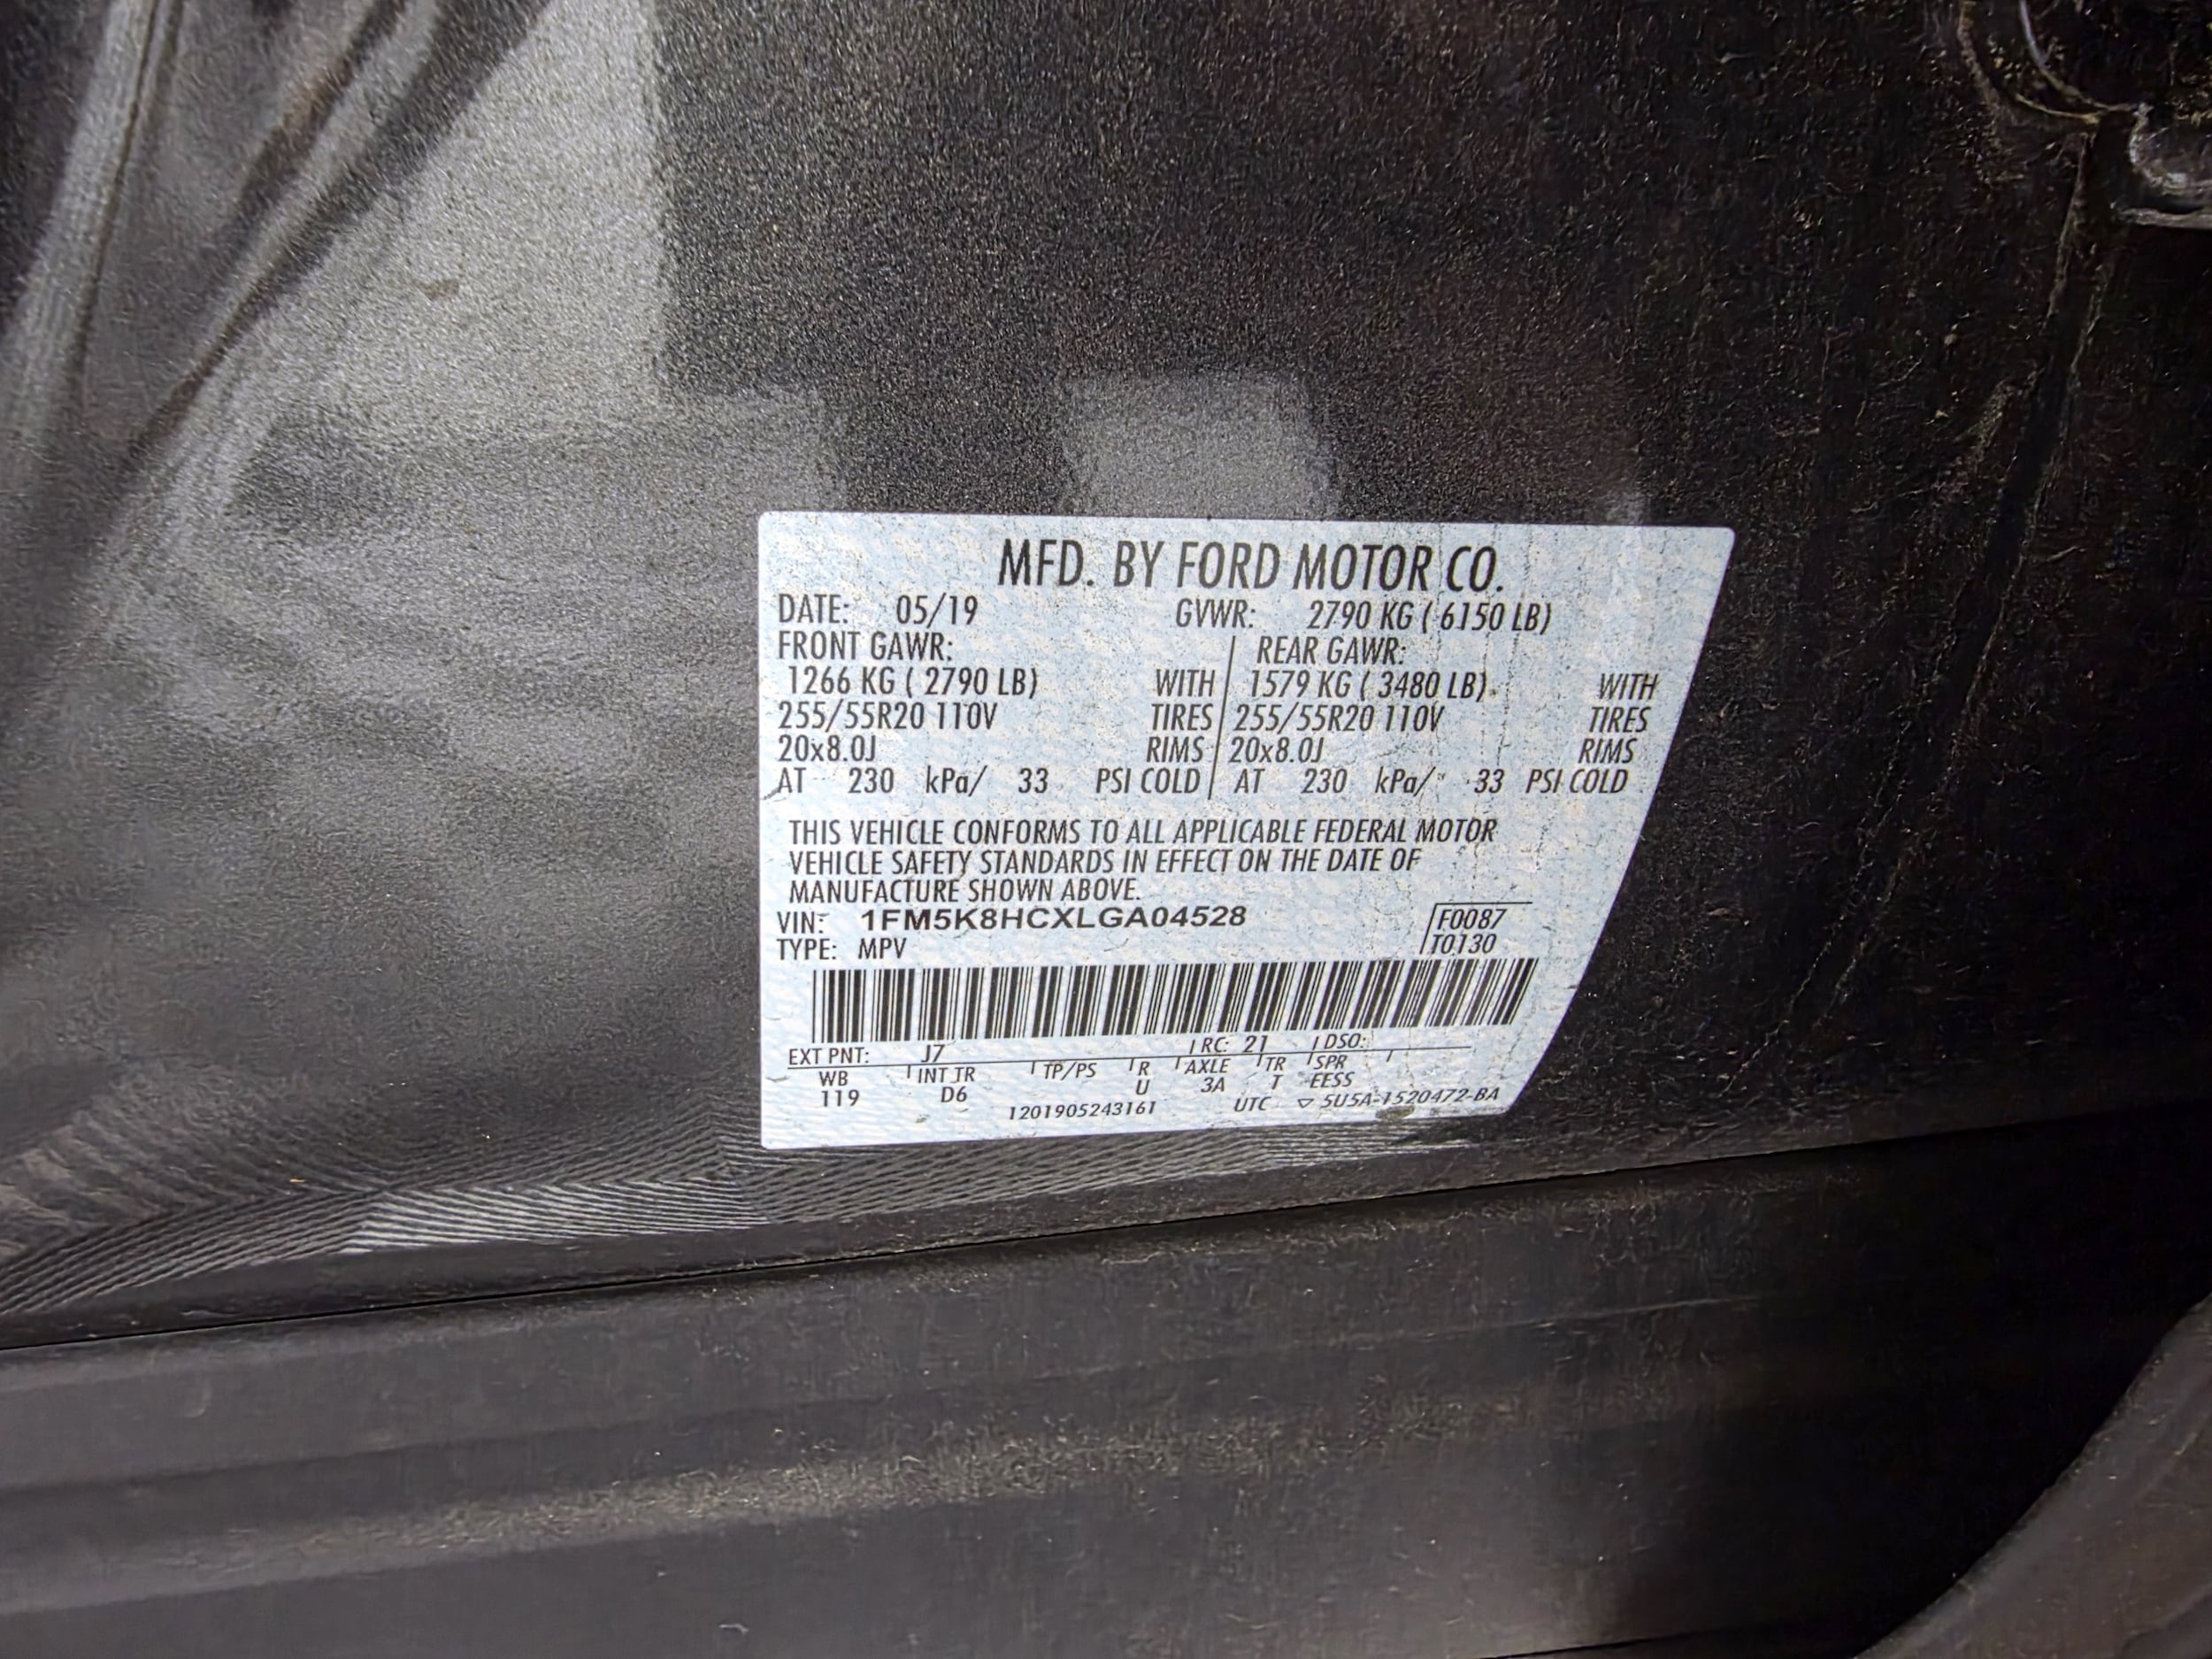 MFD. BY FORD MOTOR CO.
DATE: 05/19 GVWR: 2790 KG ( 6150 LB)
FRONT GAWR: REAR GAWR:
1266 KG ( 2790 LB) WITH 1579 KG ( 3480 LB) WITH
255/55R20 110V TIRES 255/55R20 110V TIRES
20x8.0J RIMS 20x8.0J RIMS
AT 230 kPa/ 33 PSI COLD AT 230 kPa/ 33 PSI COLD
THIS VEHICLE CONFORMS TO ALL APPLICABLE FEDERAL MOTOR
VEHICLE SAFETY STANDARDS IN EFFECT ON THE DATE OF
MANUFACTURE SHOWN ABOVE.
VIN: 1FM5K8HCXLGA04528 F0087
TYPE: MPV T0130
EXT PNT: J7 RC: 21 DSO:
WB INT TR TP/PS R AXLE TR SPR
119 D6 U 3A T EESS
1201905243161 UTC ▽ 5U5A-1520472-BA